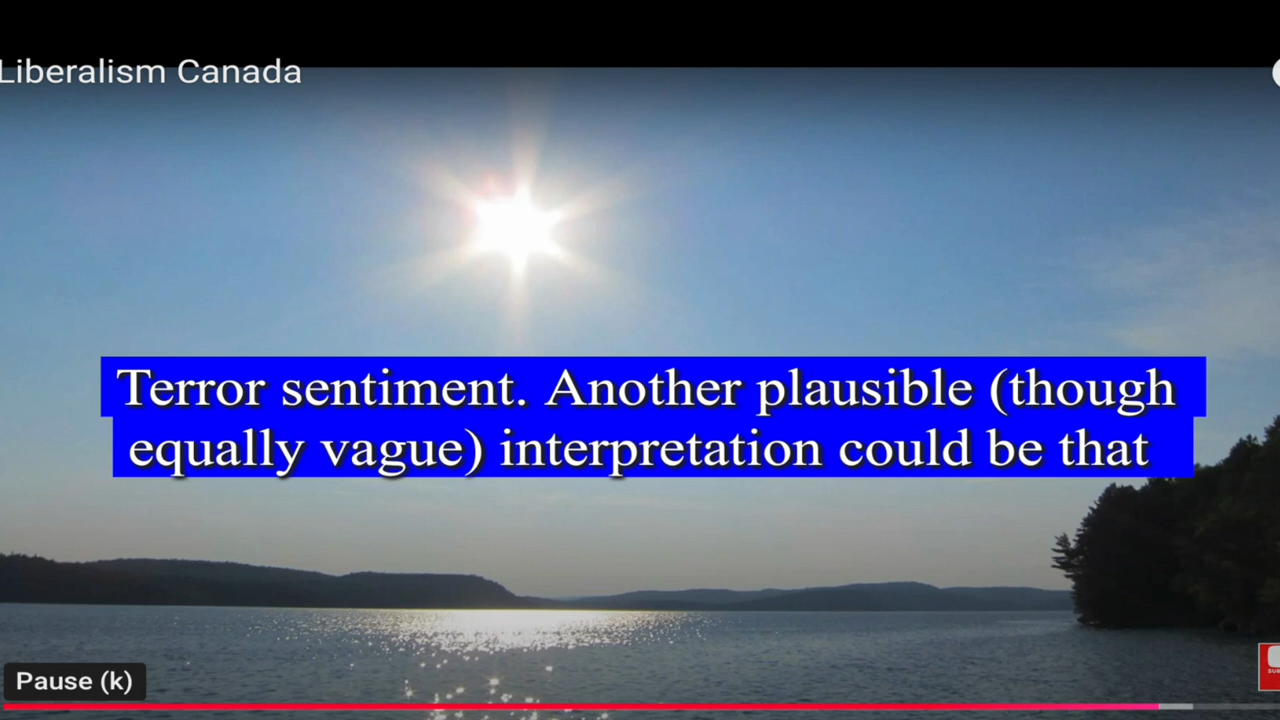 Liberalism Canada
Terror sentiment. Another plausible (though
equally vague) interpretation could be that
Pause (k)